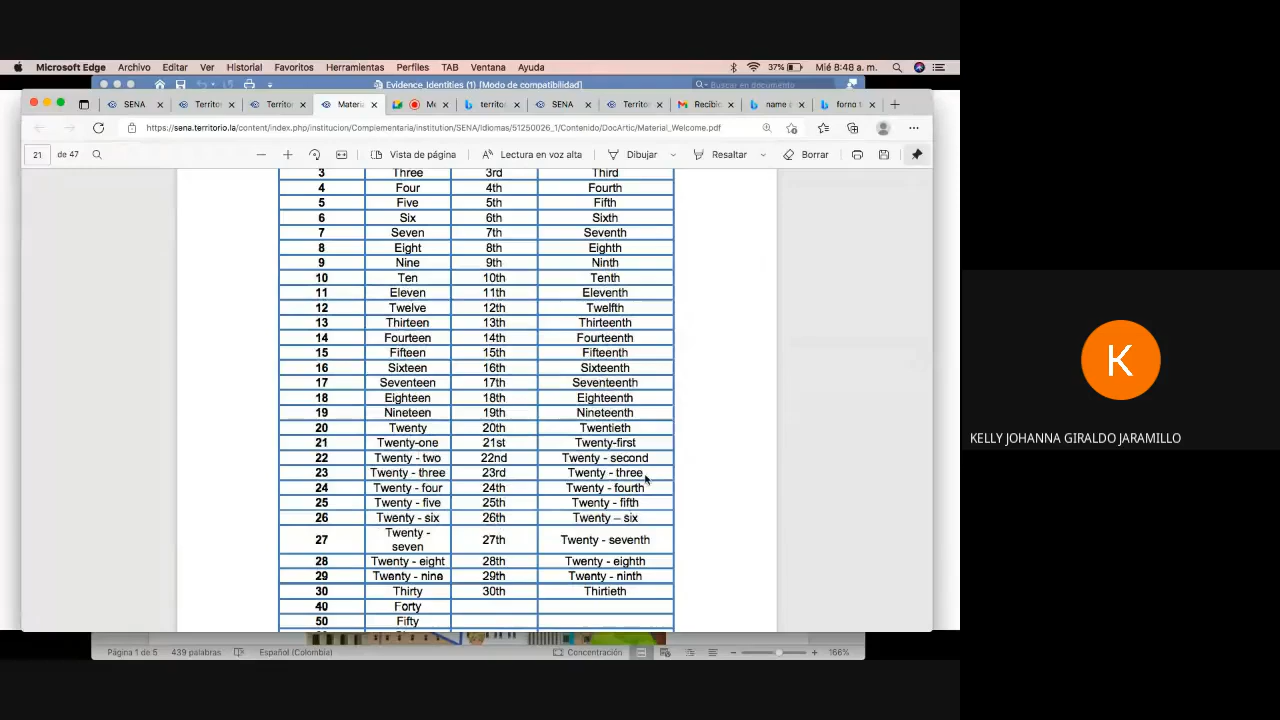 Microsoft Edge Archivo Editar Ver Historial Favoritos Herramientas Perfiles TAB Ventana Ayuda 37% Mié 8:48 a. m.
Evidence_Identities (1) [Modo de compatibilidad] Buscar en documento
SENA Territori Territori Materia Me territo SENA Territori Recibid name c forno t
https://sena.territorio.la/content/index.php/institucion/Complementaria/institution/SENA/Idiomas/51250026_1/Contenido/DocArtic/Material_Welcome.pdf
21 de 47 Vista de página Lectura en voz alta Dibujar Resaltar Borrar
3 Three 3rd Third
4 Four 4th Fourth
5 Five 5th Fifth
6 Six 6th Sixth
7 Seven 7th Seventh
8 Eight 8th Eighth
9 Nine 9th Ninth
10 Ten 10th Tenth
11 Eleven 11th Eleventh
12 Twelve 12th Twelfth
13 Thirteen 13th Thirteenth
14 Fourteen 14th Fourteenth
15 Fifteen 15th Fifteenth
16 Sixteen 16th Sixteenth
17 Seventeen 17th Seventeenth
18 Eighteen 18th Eighteenth
19 Nineteen 19th Nineteenth
20 Twenty 20th Twentieth
21 Twenty-one 21st Twenty-first
22 Twenty - two 22nd Twenty - second
23 Twenty - three 23rd Twenty - three
24 Twenty - four 24th Twenty - fourth
25 Twenty - five 25th Twenty - fifth
26 Twenty - six 26th Twenty – six
27 Twenty - seven 27th Twenty - seventh
28 Twenty - eight 28th Twenty - eighth
29 Twenty - nine 29th Twenty - ninth
30 Thirty 30th Thirtieth
40 Forty
50 Fifty
Página 1 de 5 439 palabras Español (Colombia) Concentración 166%
K
KELLY JOHANNA GIRALDO JARAMILLO